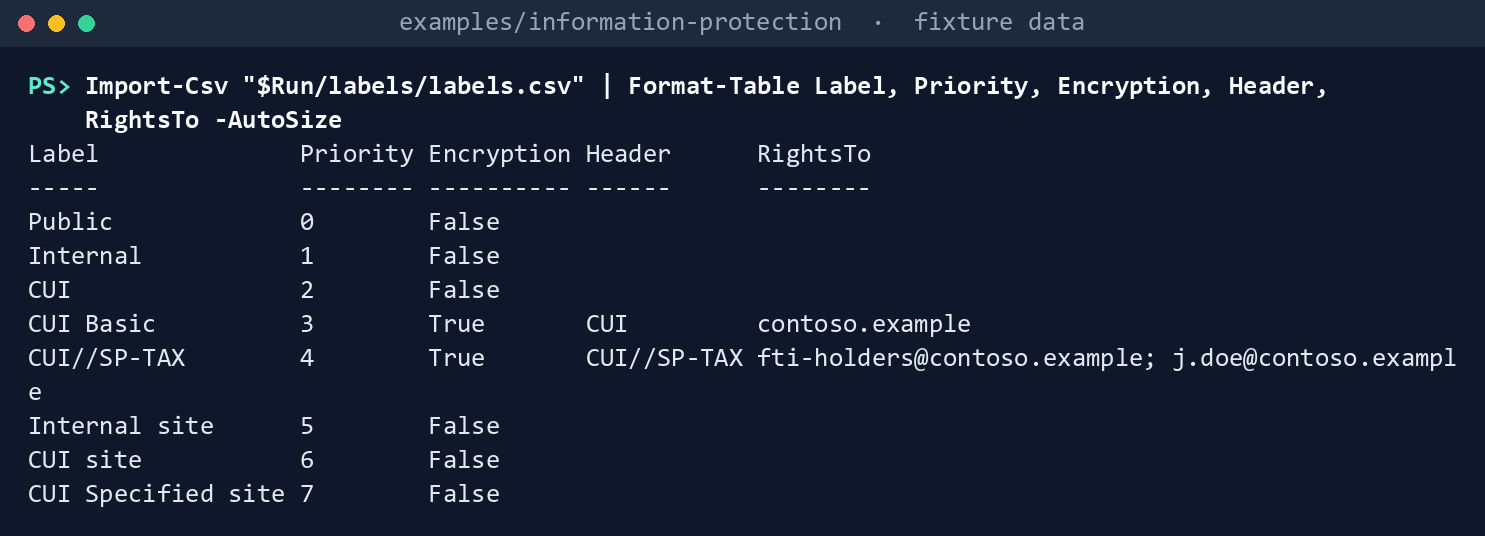 examples/information-protection · fixture data
PS> Import-Csv "$Run/labels/labels.csv" | Format-Table Label, Priority, Encryption, Header,
    RightsTo -AutoSize
Label              Priority Encryption Header      RightsTo
-----              -------- ---------- ------      --------
Public             0        False
Internal           1        False
CUI                2        False
CUI Basic          3        True       CUI         contoso.example
CUI//SP-TAX        4        True       CUI//SP-TAX fti-holders@contoso.example; j.doe@contoso.exampl
e
Internal site      5        False
CUI site           6        False
CUI Specified site 7        False